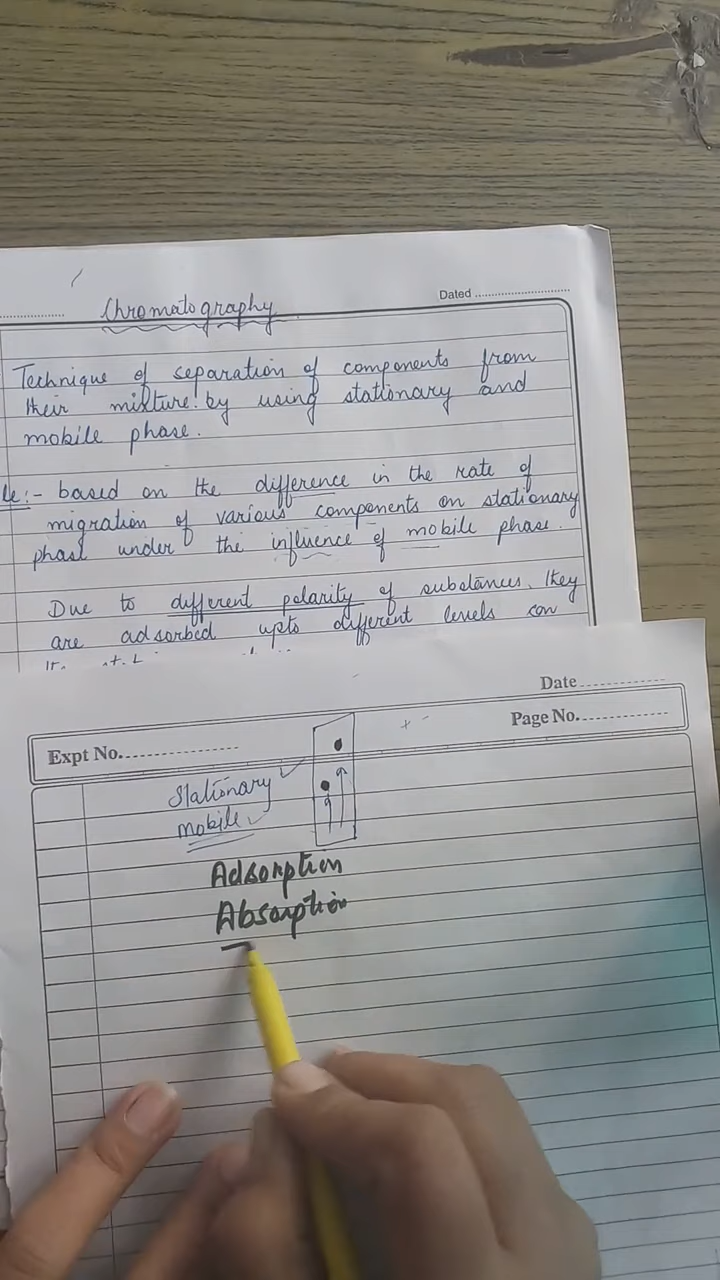 Chromatography
Dated
Technique of separation of components from
their mixture by using stationary and
mobile phase.
le:- based on the difference in the rate of
migration of various components on stationary
phase under the influence of mobile phase.
Due to different polarity of substances, they
are adsorbed upto different levels on
Date
Page No.
Expt No.
Stationary
mobile
+ -
Adsorption
Absorption